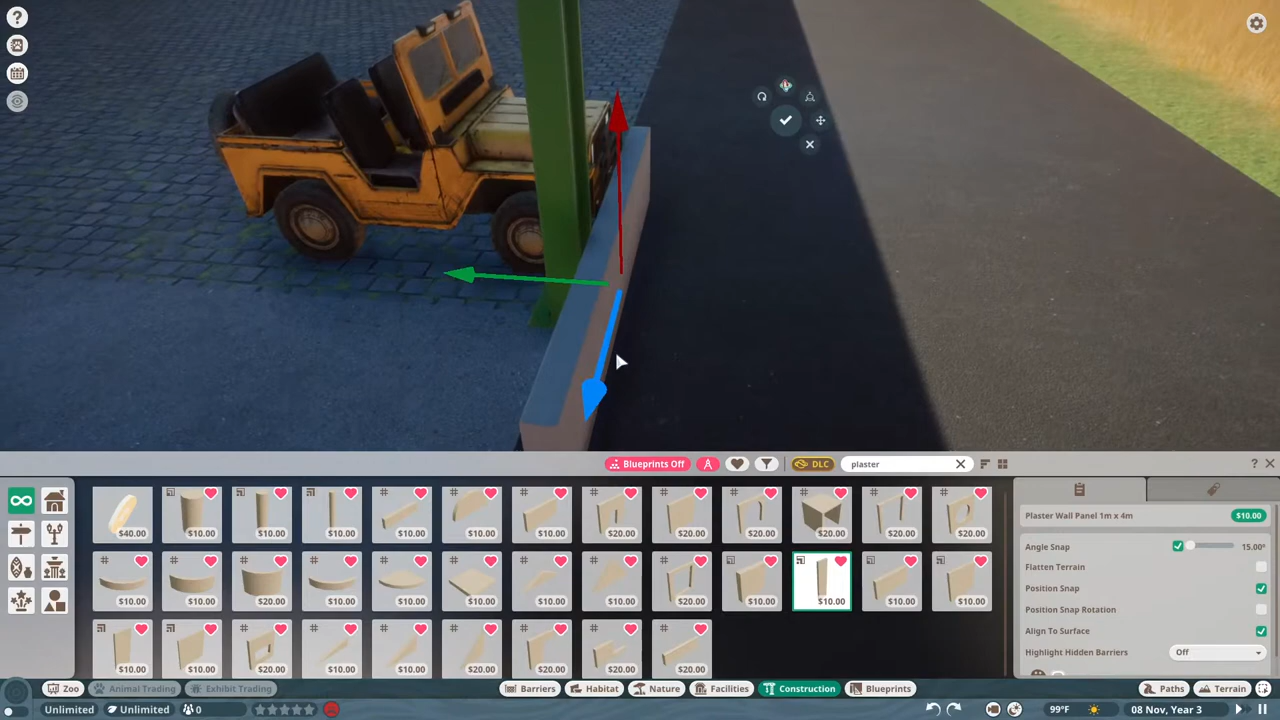 ?
Blueprints Off
DLC
plaster
?
$40.00 $10.00 $10.00 $10.00 $10.00 $10.00 $10.00 $20.00 $20.00 $20.00 $20.00 $20.00 $20.00
$10.00 $10.00 $20.00 $10.00 $10.00 $10.00 $10.00 $10.00 $20.00 $10.00 $10.00 $10.00 $10.00
$10.00 $10.00 $20.00 $10.00 $10.00 $10.00 $10.00 $10.00 $20.00
Plaster Wall Panel 1m x 4m $10.00
Angle Snap 15.00°
Flatten Terrain
Position Snap
Position Snap Rotation
Align To Surface
Highlight Hidden Barriers Off
Zoo Animal Trading Exhibit Trading Barriers Habitat Nature Facilities Construction Blueprints Paths Terrain
Unlimited Unlimited 0 99°F 08 Nov, Year 3